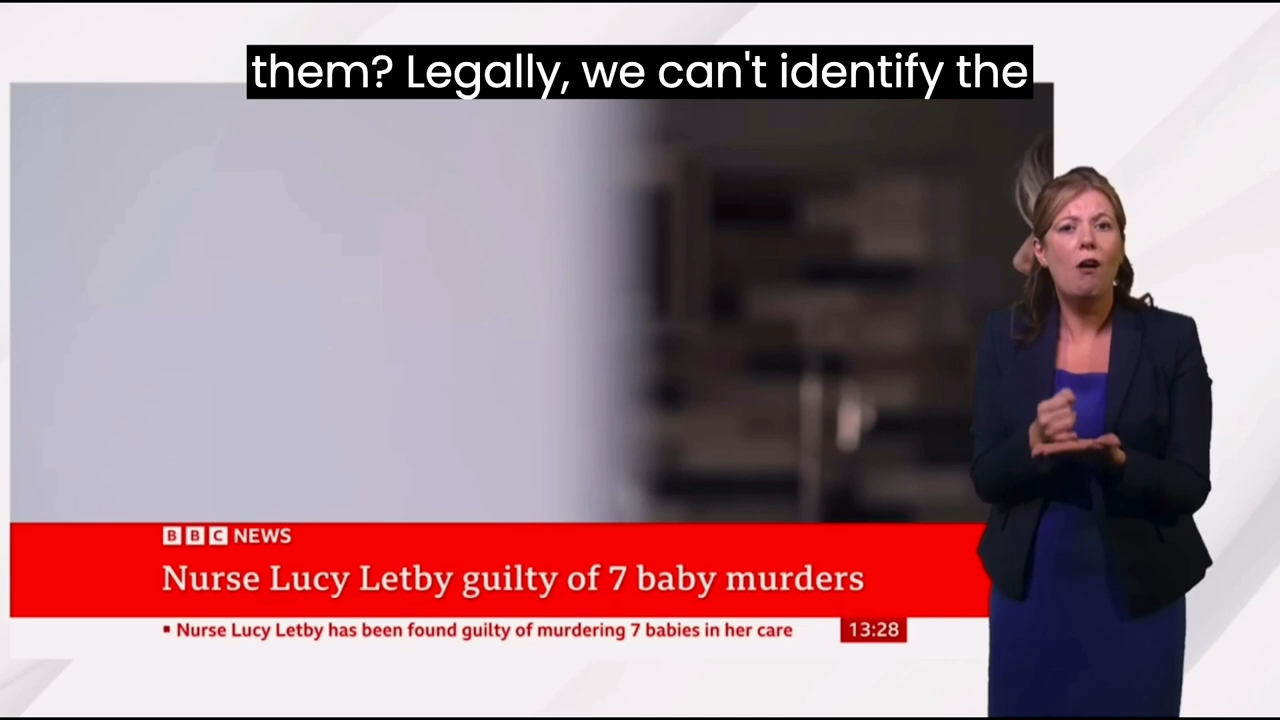 them? Legally, we can't identify the
BBC NEWS
Nurse Lucy Letby guilty of 7 baby murders
▪ Nurse Lucy Letby has been found guilty of murdering 7 babies in her care
13:28